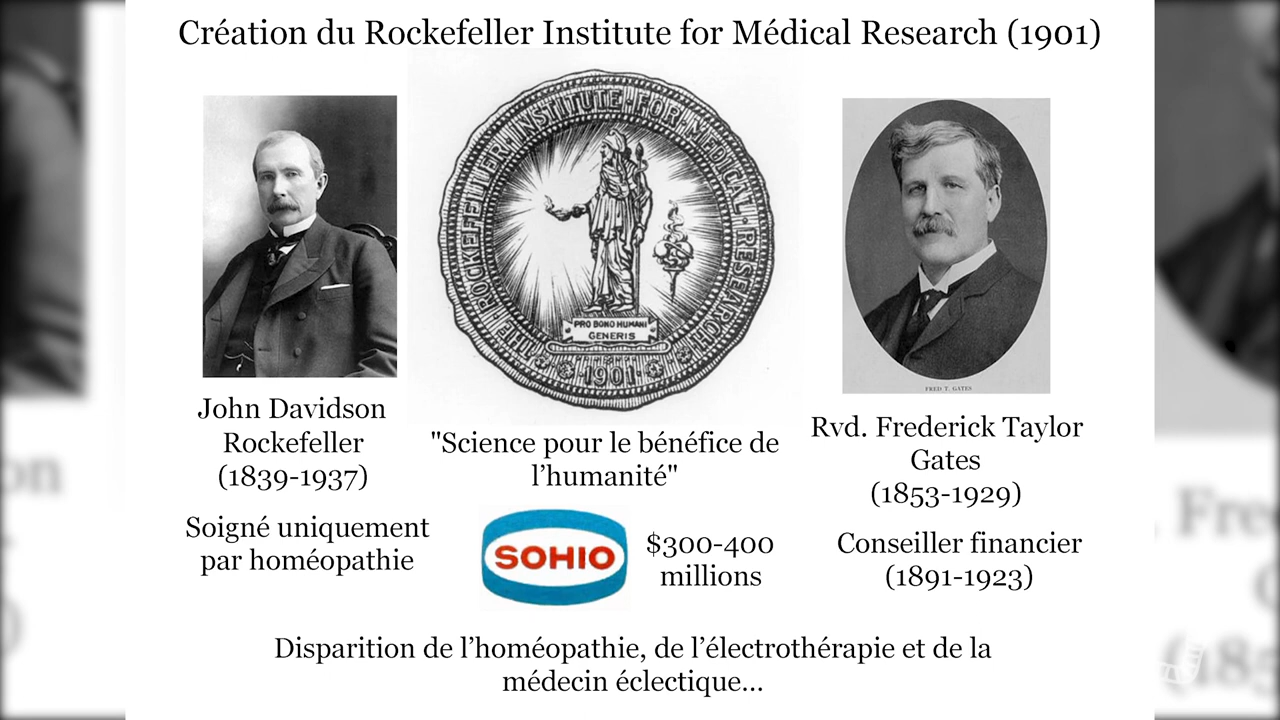 Création du Rockefeller Institute for Médical Research (1901)
THE ROCKEFELLER INSTITUTE FOR MEDICAL RESEARCH
PRO BONO HUMANI
GENERIS
1901
FRED T. GATES
John Davidson
Rockefeller
(1839-1937)
"Science pour le bénéfice de
l'humanité"
Rvd. Frederick Taylor
Gates
(1853-1929)
Soigné uniquement
par homéopathie
SOHIO
$300-400
millions
Conseiller financier
(1891-1923)
Disparition de l'homéopathie, de l'électrothérapie et de la
médecin éclectique...